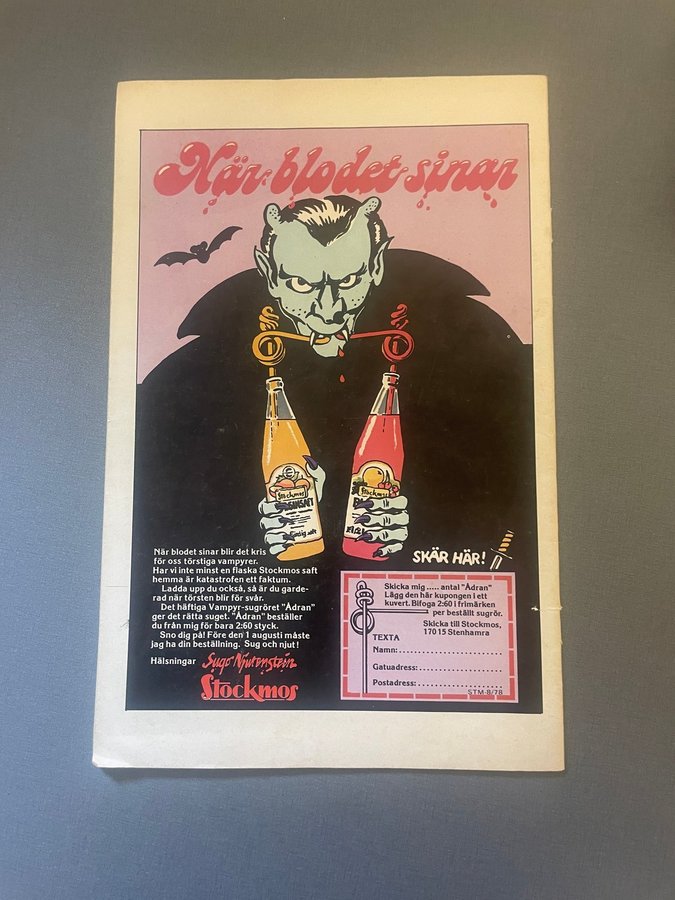 När blodet sinar
Stockmos
Stockmos
SKÄR HÄR!
När blodet sinar blir det kris
för oss törstiga vampyrer.
Har vi inte minst en flaska Stockmos saft
hemma är katastrofen ett faktum.
Ladda upp du också, så är du garde-
rad när törsten blir för svår.
Det häftiga Vampyr-sugröret "Ådran"
ger det rätta suget. "Ådran" beställer
du från mig för bara 2:60 styck.
Sno dig på! Före den 1 augusti måste
jag ha din beställning. Sug och njut!
Hälsningar Sugo Njutenstein
Stockmos
Skicka mig ..... antal "Ådran"
Lägg den här kupongen i ett
kuvert. Bifoga 2:60 i frimärken
per beställt sugrör.
Skicka till Stockmos,
170 15 Stenhamra
TEXTA
Namn:
Gatuadress:
Postadress:
STM-8/78